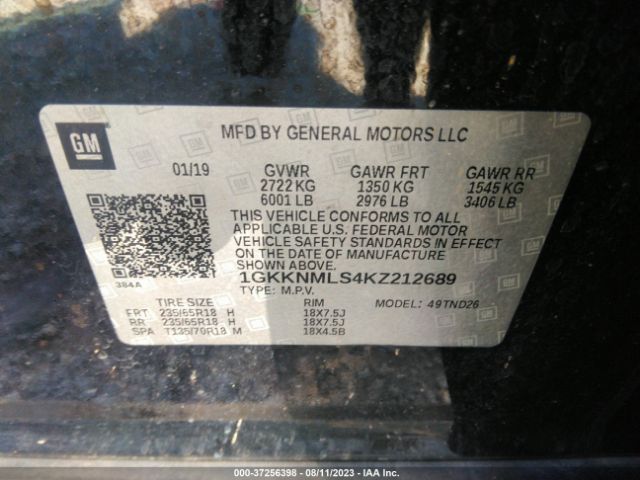 GM
MFD BY GENERAL MOTORS LLC
01/19 GVWR GAWR FRT GAWR RR
2722 KG 1350 KG 1545 KG
6001 LB 2976 LB 3406 LB
THIS VEHICLE CONFORMS TO ALL
APPLICABLE U.S. FEDERAL MOTOR
VEHICLE SAFETY STANDARDS IN EFFECT
ON THE DATE OF MANUFACTURE
SHOWN ABOVE.
384A 1GKKNMLS4KZ212689
TYPE: M.P.V. MODEL: 49TND26
TIRE SIZE RIM
FRT 235/65R18 H 18X7.5J
RR 235/65R18 H 18X7.5J
SPA T135/70R18 M 18X4.5B
000-37256398 - 08/11/2023 - IAA Inc.